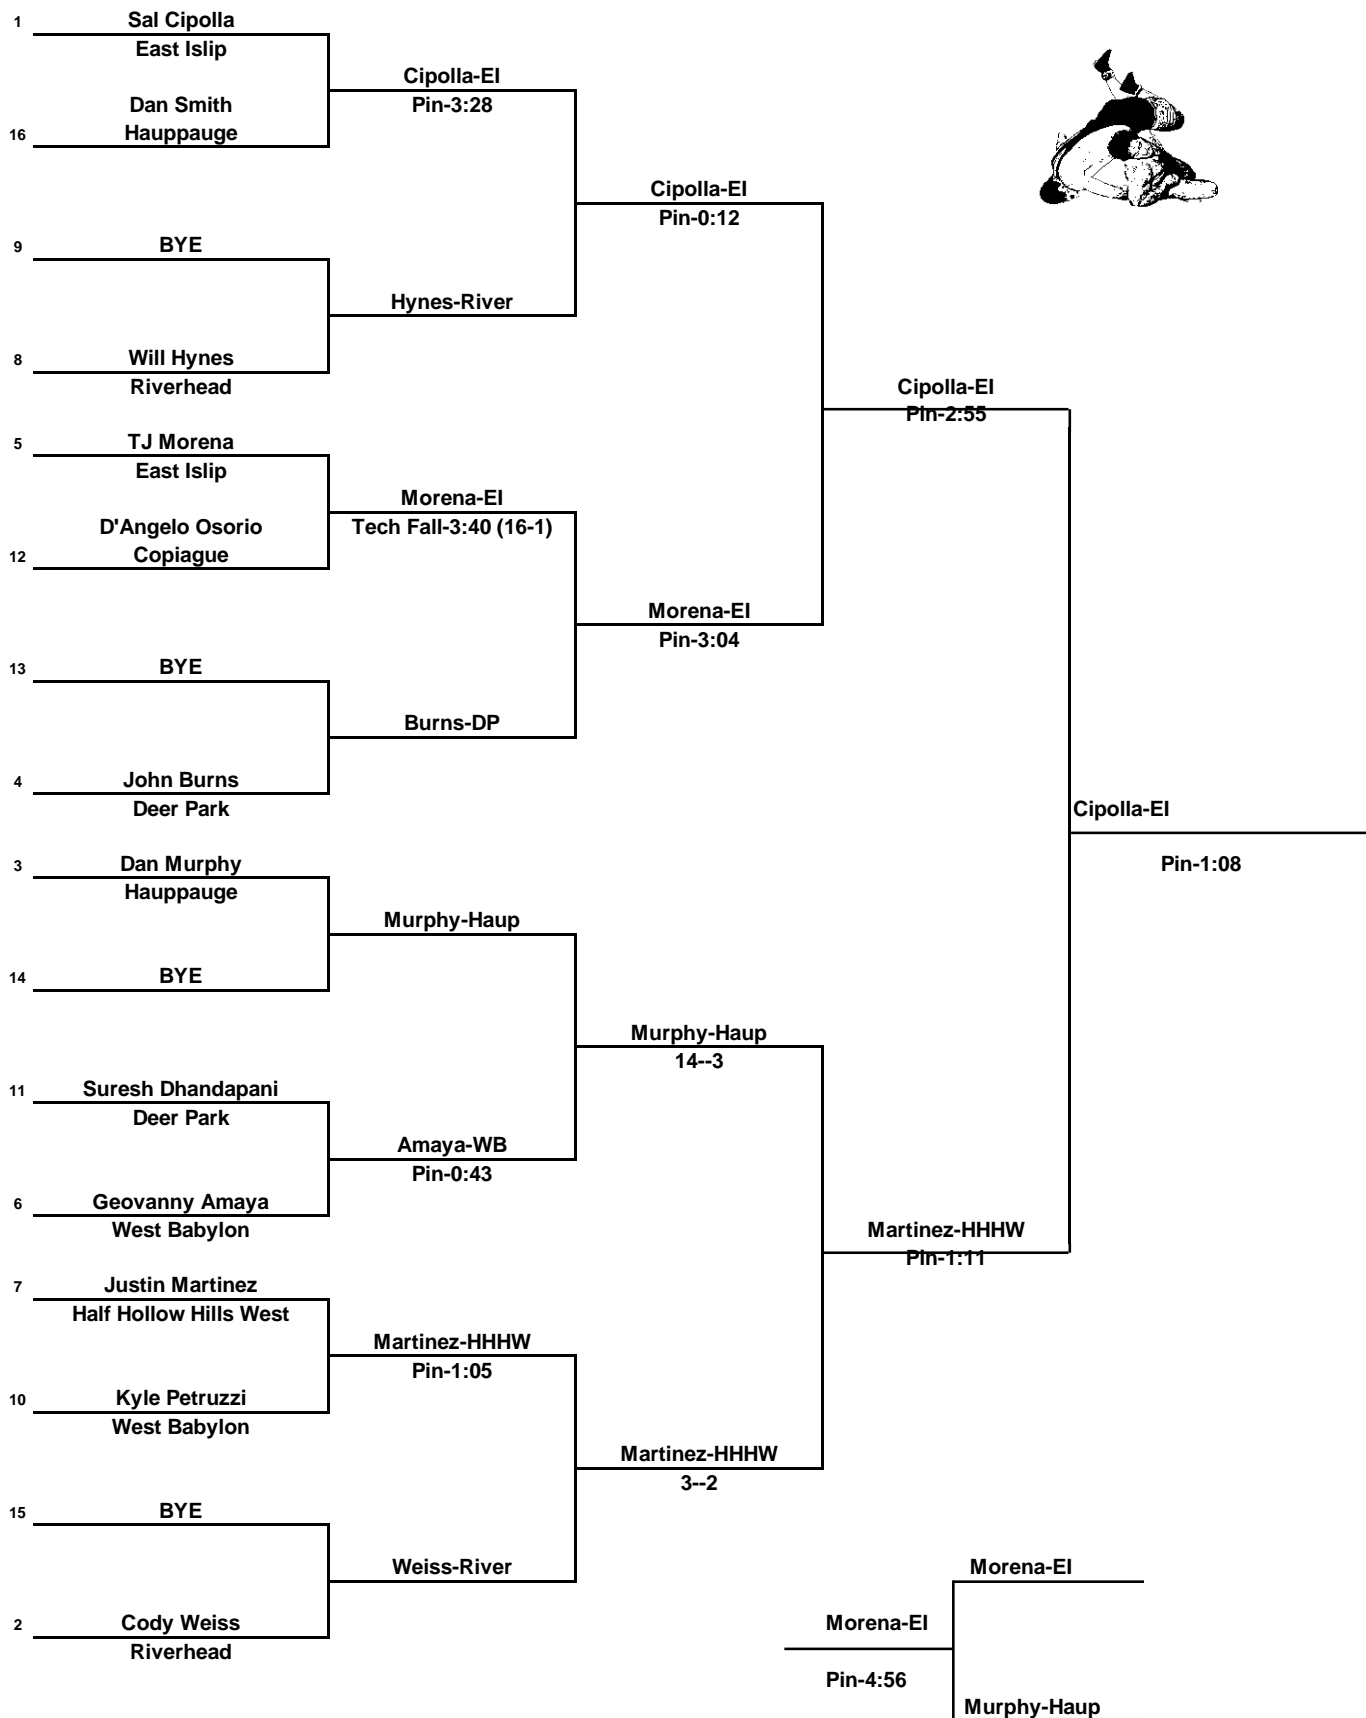 1 Sal Cipolla
East Islip
Cipolla-EI
Pin-3:28
Dan Smith
16 Hauppauge
Cipolla-EI
Pin-0:12
9 BYE
Hynes-River
8 Will Hynes
Riverhead
Cipolla-EI
Pin-2:55
5 TJ Morena
East Islip
Morena-EI
Tech Fall-3:40 (16-1)
D'Angelo Osorio
12 Copiague
Morena-EI
Pin-3:04
13 BYE
Burns-DP
4 John Burns
Deer Park
Cipolla-EI
Pin-1:08
3 Dan Murphy
Hauppauge
Murphy-Haup
14 BYE
Murphy-Haup
14--3
11 Suresh Dhandapani
Deer Park
Amaya-WB
Pin-0:43
6 Geovanny Amaya
West Babylon
Martinez-HHHW
Pin-1:11
7 Justin Martinez
Half Hollow Hills West
Martinez-HHHW
Pin-1:05
10 Kyle Petruzzi
West Babylon
Martinez-HHHW
3--2
15 BYE
Weiss-River
2 Cody Weiss
Riverhead
Morena-EI
Morena-EI
Pin-4:56
Murphy-Haup